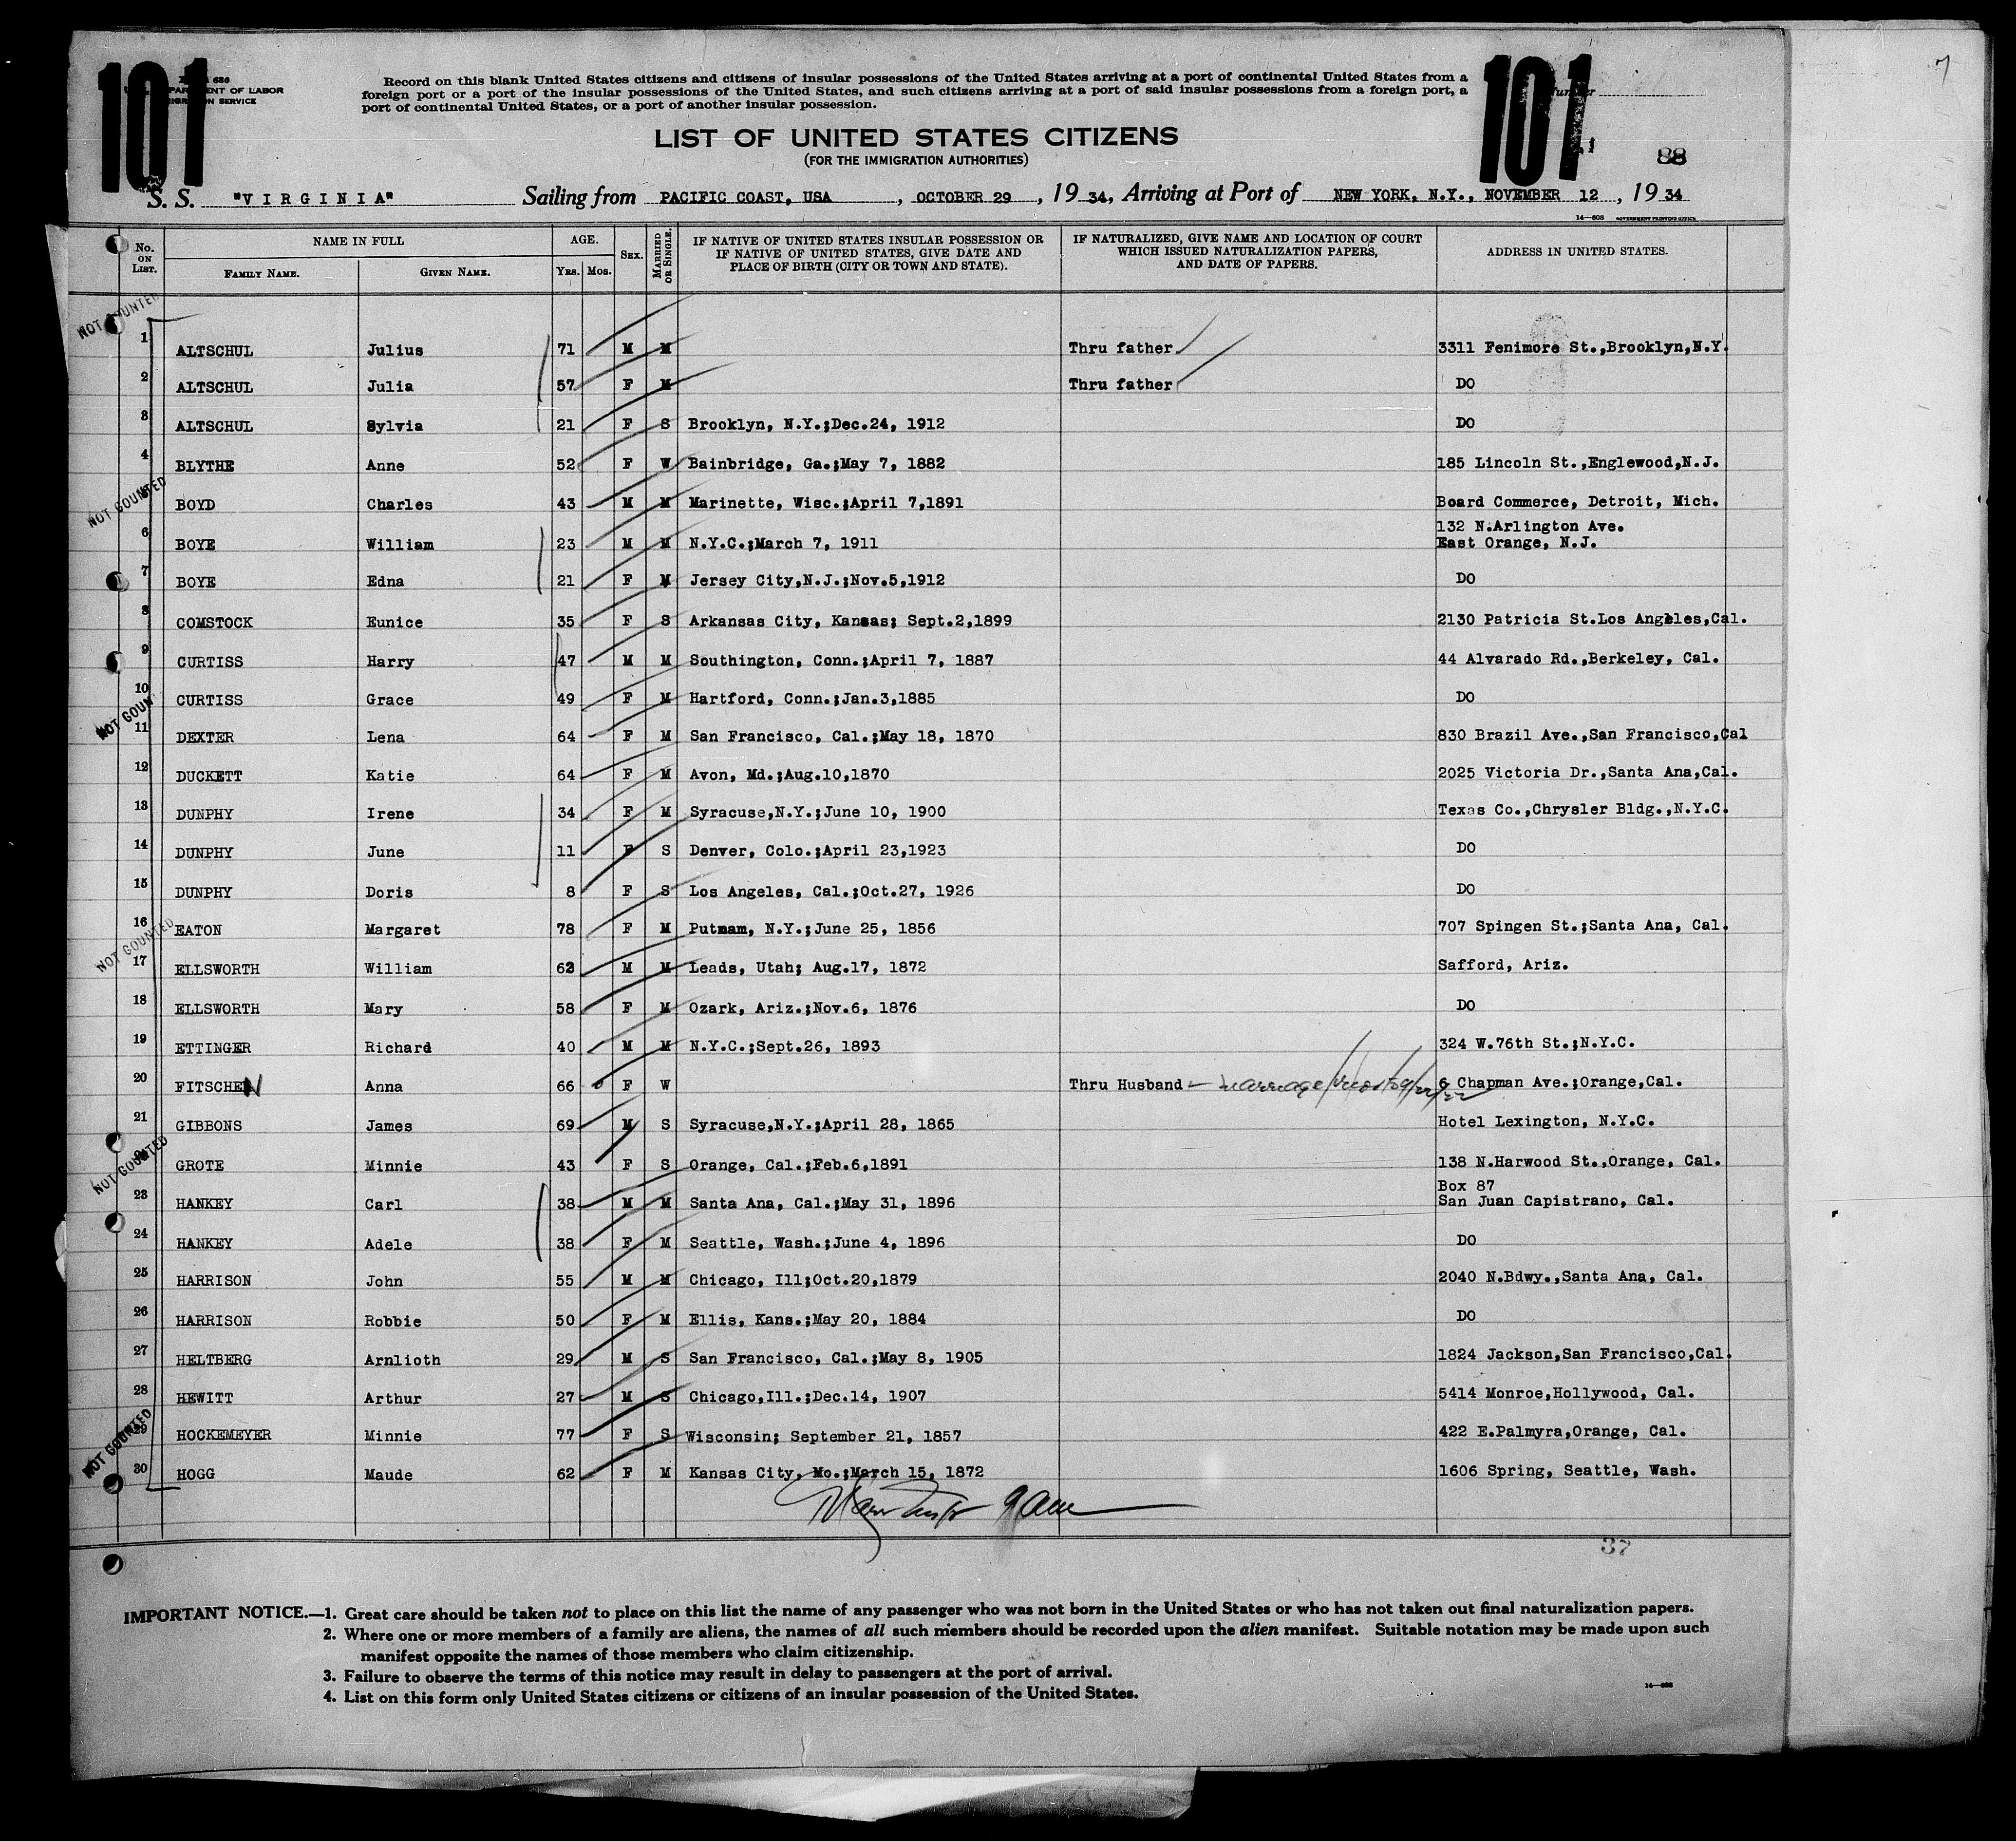 101
101
7
DEPARTMENT OF LABOR
IMMIGRATION SERVICE
Record on this blank United States citizens and citizens of insular possessions of the United States arriving at a port of continental United States from a
foreign port or a port of the insular possessions of the United States, and such citizens arriving at a port of said insular possessions from a foreign port, a
port of continental United States, or a port of another insular possession.
LIST OF UNITED STATES CITIZENS
(FOR THE IMMIGRATION AUTHORITIES)
88
S. S. "VIRGINIA" Sailing from PACIFIC COAST, USA, OCTOBER 29, 1934, Arriving at Port of NEW YORK, N.Y., NOVEMBER 12, 1934
14—608 GOVERNMENT PRINTING OFFICE
No. ON LIST. NAME IN FULL FAMILY NAME. GIVEN NAME. AGE. Yrs. Mos. SEX. MARRIED OR SINGLE. IF NATIVE OF UNITED STATES INSULAR POSSESSION OR IF NATIVE OF UNITED STATES, GIVE DATE AND PLACE OF BIRTH (CITY OR TOWN AND STATE). IF NATURALIZED, GIVE NAME AND LOCATION OF COURT WHICH ISSUED NATURALIZATION PAPERS, AND DATE OF PAPERS. ADDRESS IN UNITED STATES.
NOT COUNTED
1 ALTSCHUL Julius 71 M M Thru father 3311 Fenimore St.,Brooklyn,N.Y.
2 ALTSCHUL Julia 57 F M Thru father DO
3 ALTSCHUL Sylvia 21 F S Brooklyn, N.Y.;Dec.24, 1912 DO
4 BLYTHE Anne 52 F W Bainbridge, Ga.;May 7, 1882 185 Lincoln St.,Englewood,N.J.
NOT COUNTED
BOYD Charles 43 M M Marinette, Wisc.;April 7,1891 Board Commerce, Detroit, Mich.
6 BOYE William 23 M M N.Y.C.;March 7, 1911 132 N.Arlington Ave. East Orange, N.J.
7 BOYE Edna 21 F M Jersey City,N.J.;Nov.5,1912 DO
8 COMSTOCK Eunice 35 F S Arkansas City, Kansas; Sept.2,1899 2130 Patricia St.Los Angeles,Cal.
9 CURTISS Harry 47 M M Southington, Conn.;April 7, 1887 44 Alvarado Rd.,Berkeley, Cal.
10 CURTISS Grace 49 F M Hartford, Conn.;Jan.3,1885 DO
NOT COUN
11 DEXTER Lena 64 F M San Francisco, Cal.;May 18, 1870 830 Brazil Ave.,San Francisco,Cal
12 DUCKETT Katie 64 F M Avon, Md.;Aug.10,1870 2025 Victoria Dr.,Santa Ana,Cal.
13 DUNPHY Irene 34 F M Syracuse,N.Y.;June 10, 1900 Texas Co.,Chrysler Bldg.,N.Y.C.
14 DUNPHY June 11 F S Denver, Colo.;April 23,1923 DO
15 DUNPHY Doris 8 F S Los Angeles, Cal.;Oct.27, 1926 DO
16 EATON Margaret 78 F M Putnam, N.Y.;June 25, 1856 707 Spingen St.;Santa Ana, Cal.
NOT COUNTED
17 ELLSWORTH William 62 M M Leads, Utah; Aug.17, 1872 Safford, Ariz.
18 ELLSWORTH Mary 58 F M Ozark, Ariz.;Nov.6, 1876 DO
19 ETTINGER Richard 40 M M N.Y.C.;Sept.26, 1893 324 W.76th St.;N.Y.C.
20 FITSCHEN Anna 66 F W Thru Husband - marriage 6 Chapman Ave.;Orange,Cal.
21 GIBBONS James 69 M S Syracuse,N.Y.;April 28, 1865 Hotel Lexington, N.Y.C.
NOT COUNTED
GROTE Minnie 43 F S Orange, Cal.;Feb.6,1891 138 N.Harwood St.,Orange, Cal.
23 HANKEY Carl 38 M M Santa Ana, Cal.;May 31, 1896 Box 87 San Juan Capistrano, Cal.
24 HANKEY Adele 38 F M Seattle, Wash.;June 4, 1896 DO
25 HARRISON John 55 M M Chicago, Ill;Oct.20,1879 2040 N.Bdwy.,Santa Ana, Cal.
26 HARRISON Robbie 50 F M Ellis, Kans.;May 20, 1884 DO
27 HELTBERG Arnlioth 29 M S San Francisco, Cal.;May 8, 1905 1824 Jackson,San Francisco,Cal.
28 HEWITT Arthur 27 M S Chicago,Ill.;Dec.14, 1907 5414 Monroe,Hollywood, Cal.
NOT COUNTED
29 HOCKEMEYER Minnie 77 F S Wisconsin; September 21, 1857 422 E.Palmyra,Orange, Cal.
30 HOGG Maude 62 F M Kansas City, Mo.;March 15, 1872 1606 Spring, Seattle, Wash.
37
IMPORTANT NOTICE.—1. Great care should be taken not to place on this list the name of any passenger who was not born in the United States or who has not taken out final naturalization papers.
2. Where one or more members of a family are aliens, the names of all such members should be recorded upon the alien manifest. Suitable notation may be made upon such
manifest opposite the names of those members who claim citizenship.
3. Failure to observe the terms of this notice may result in delay to passengers at the port of arrival.
4. List on this form only United States citizens or citizens of an insular possession of the United States.